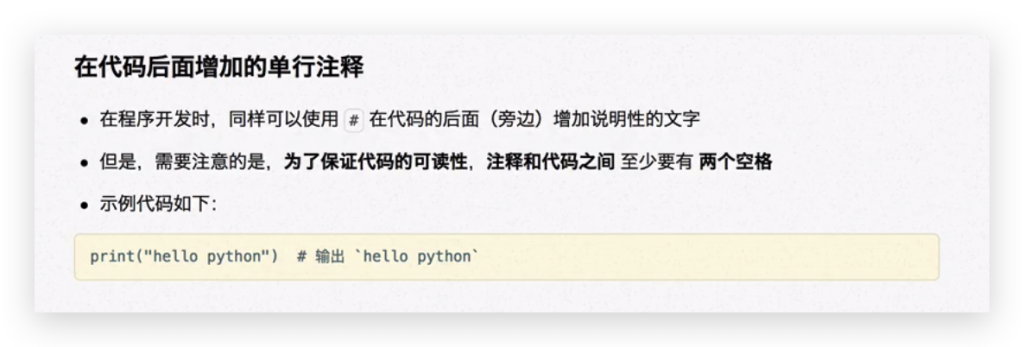 在代码后面增加的单行注释
在程序开发时，同样可以使用 # 在代码的后面（旁边）增加说明性的文字
但是，需要注意的是，为了保证代码的可读性，注释和代码之间 至少要有 两个空格
示例代码如下：
print("hello python")  # 输出 `hello python`